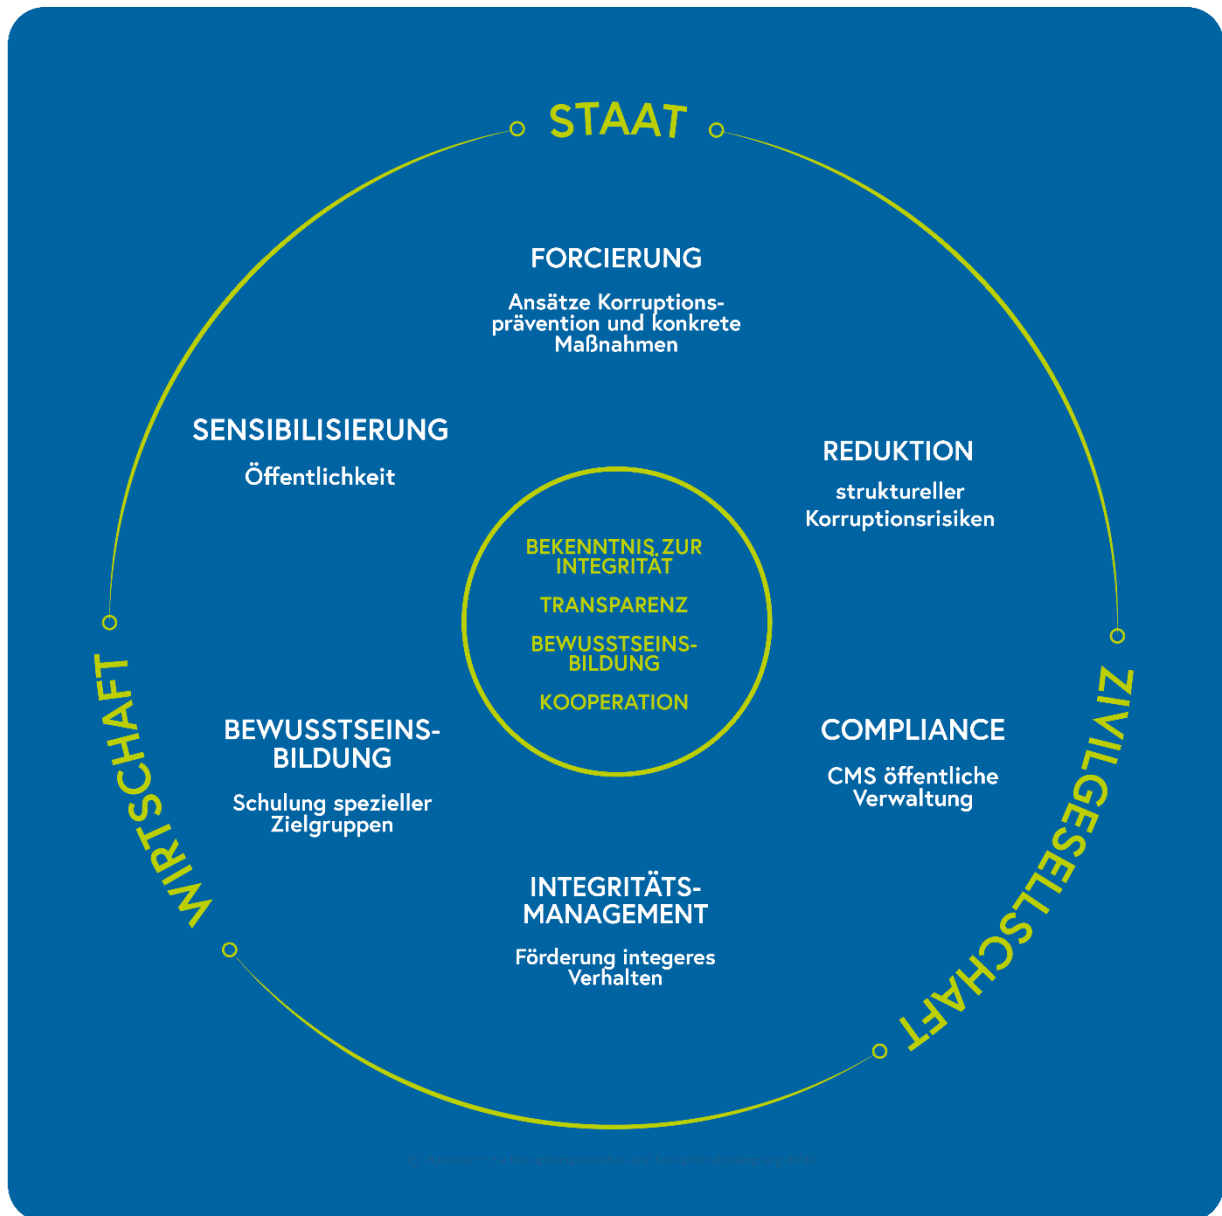 STAAT
FORCIERUNG
Ansätze Korruptions-
prävention und konkrete
Maßnahmen
SENSIBILISIERUNG
Öffentlichkeit
REDUKTION
struktureller
Korruptionsrisiken
BEKENNTNIS ZUR
INTEGRITÄT
TRANSPARENZ
BEWUSSTSEINS-
BILDUNG
KOOPERATION
WIRTSCHAFT
ZIVILGESELLSCHAFT
BEWUSSTSEINS-
BILDUNG
Schulung spezieller
Zielgruppen
COMPLIANCE
CMS öffentliche
Verwaltung
INTEGRITÄTS-
MANAGEMENT
Förderung integeres
Verhalten